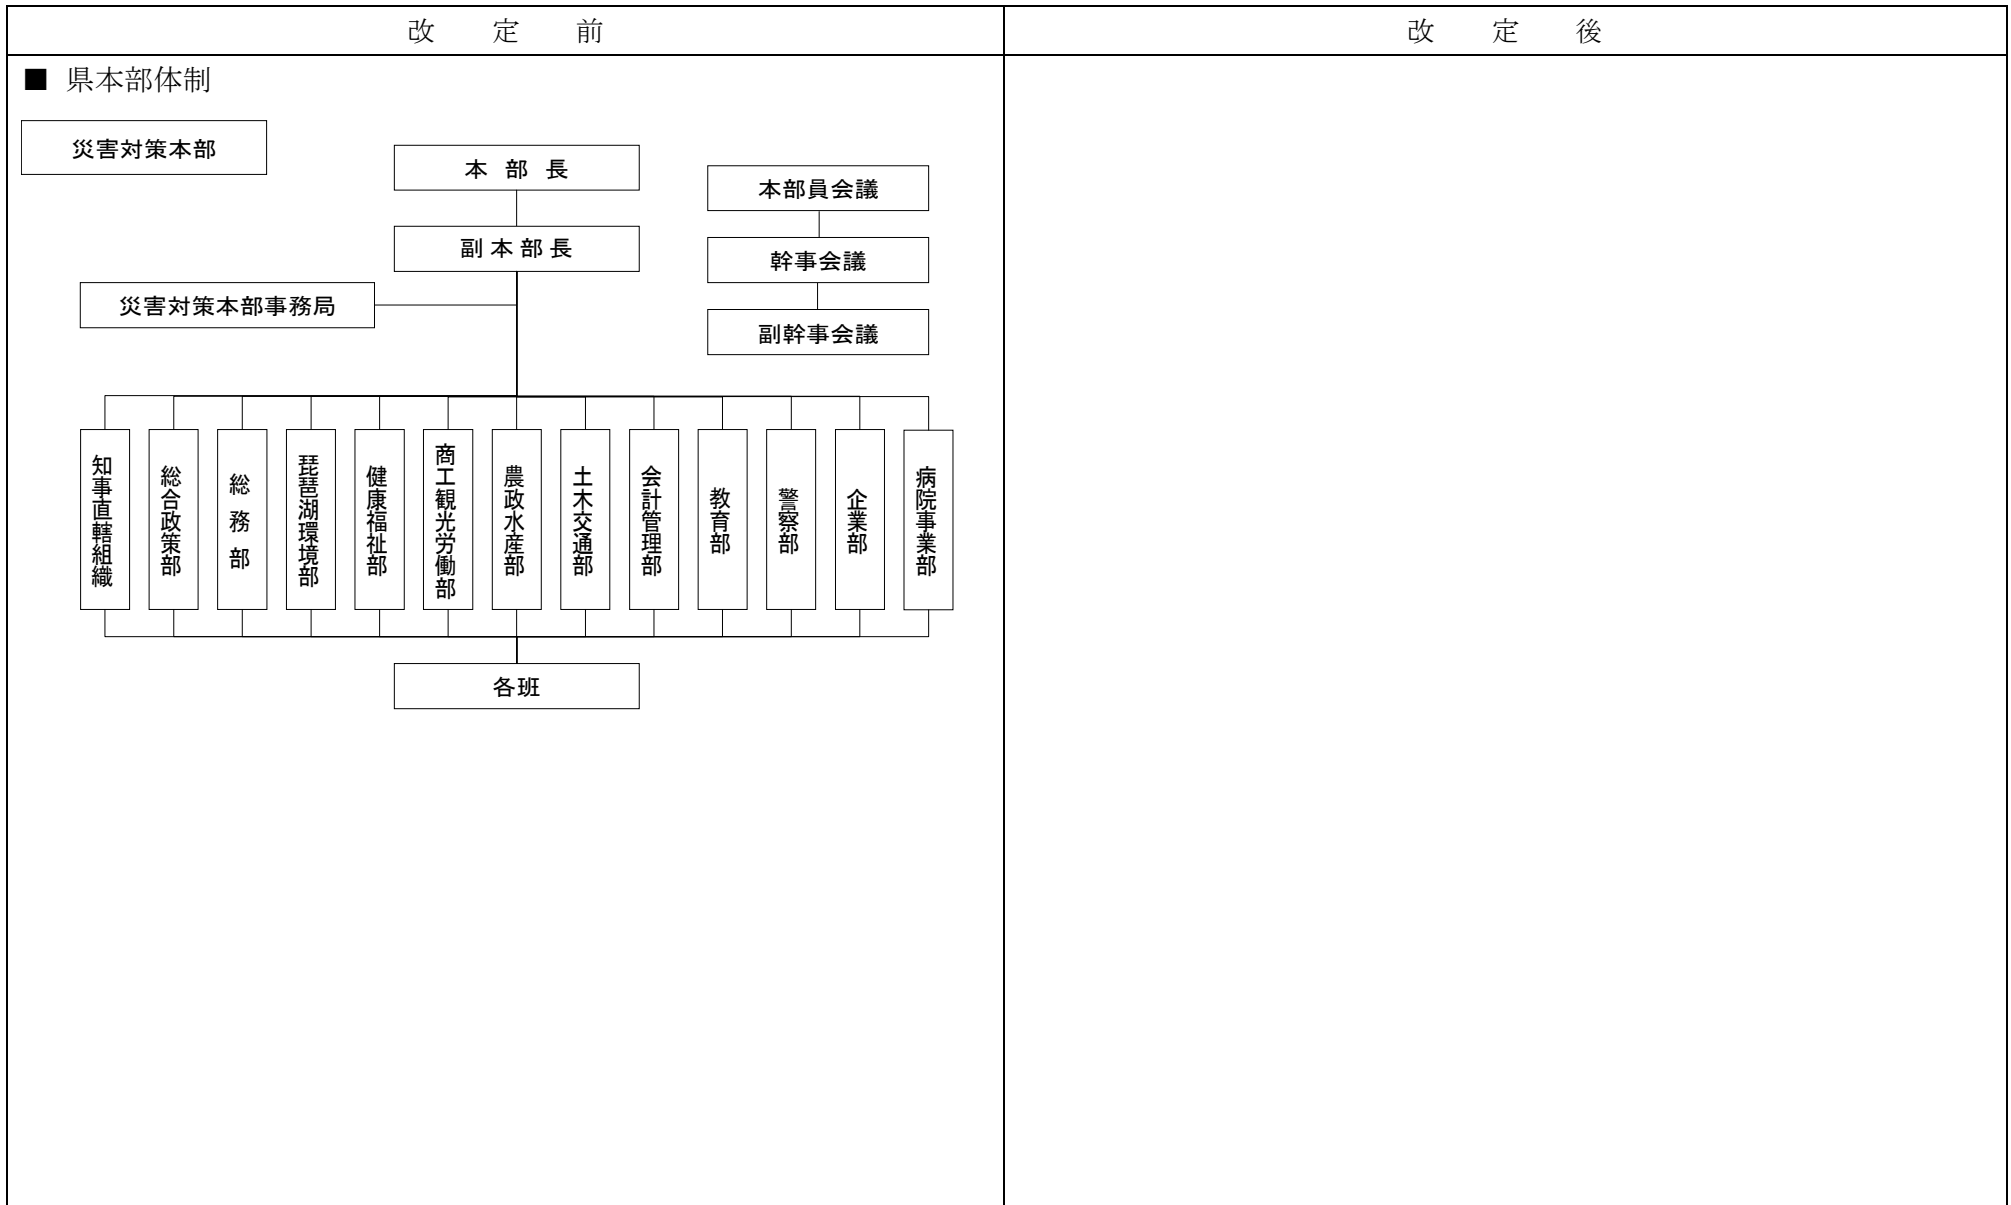 改定前
改定後
■ 県本部体制
災害対策本部
本部長
本部員会議
副本部長
幹事会議
災害対策本部事務局
副幹事会議
知事直轄組織
総合政策部
総務部
琵琶湖環境部
健康福祉部
商工観光労働部
農政水産部
土木交通部
会計管理部
教育部
警察部
企業部
病院事業部
各班